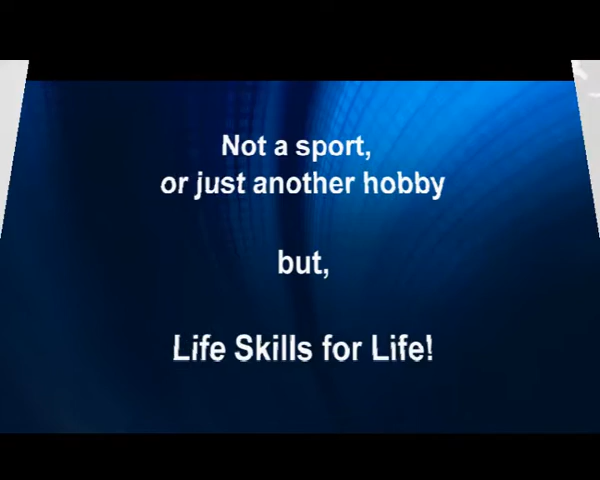 Not a sport,
or just another hobby
but,
Life Skills for Life!